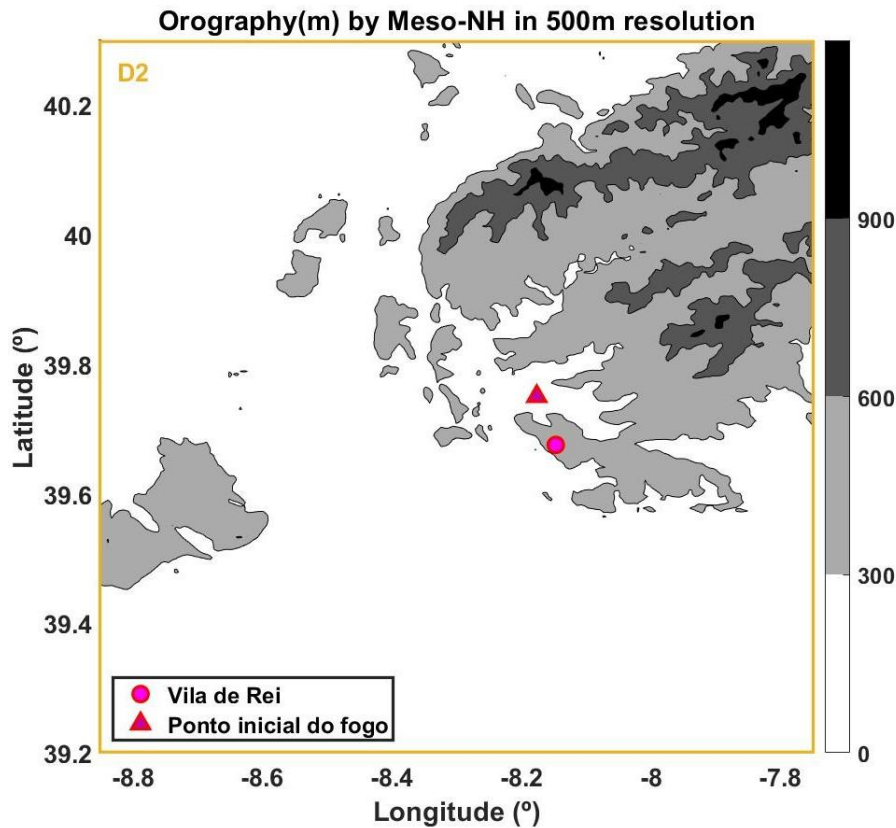 Orography(m) by Meso-NH in 500m resolution
D2
40.2
40
39.8
39.6
39.4
39.2
Latitude (º)
-8.8
-8.6
-8.4
-8.2
-8
-7.8
Longitude (º)
900
600
300
0
Vila de Rei
Ponto inicial do fogo